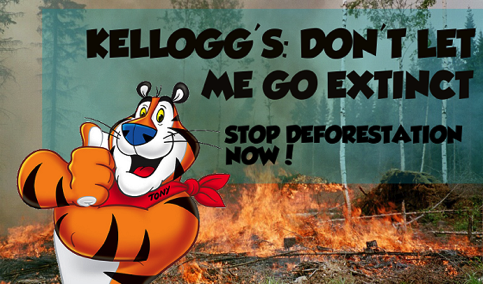 KELLOGG'S: DON'T LET
ME GO EXTINCT
STOP DEFORESTATION
NOW!
TONY